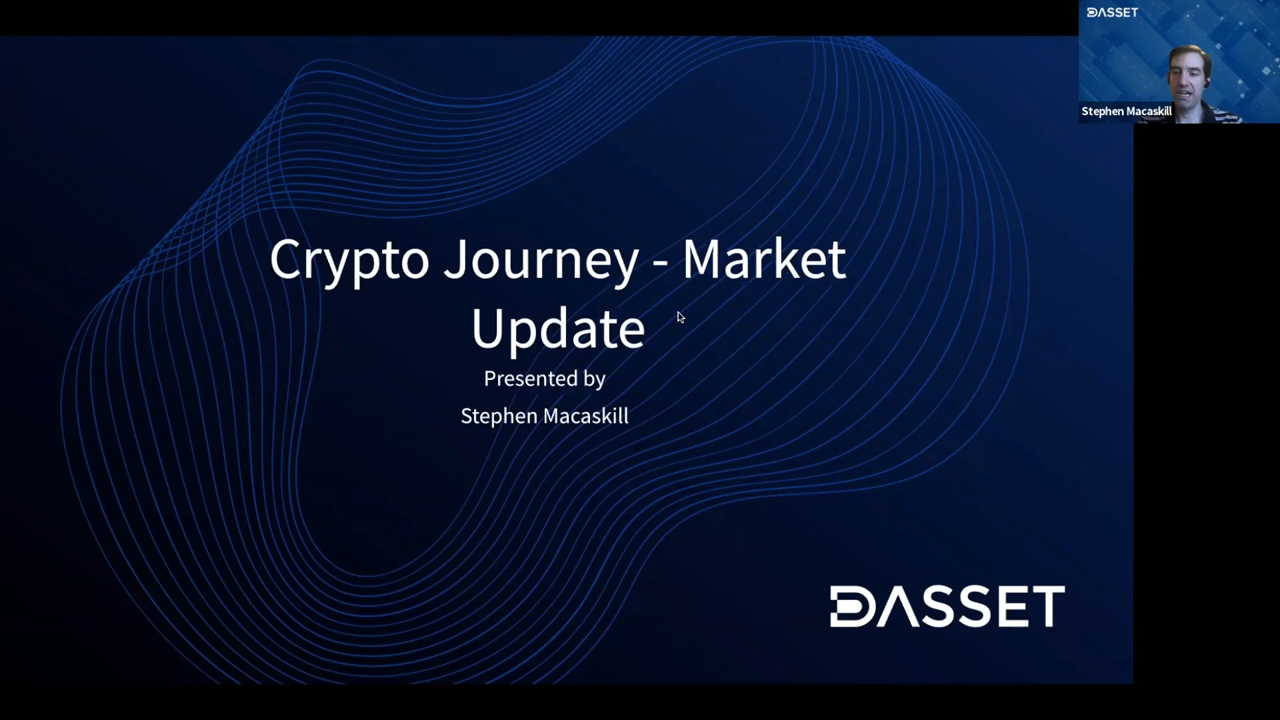 DASSET
Stephen Macaskill
Crypto Journey - Market
Update
Presented by
Stephen Macaskill
DASSET